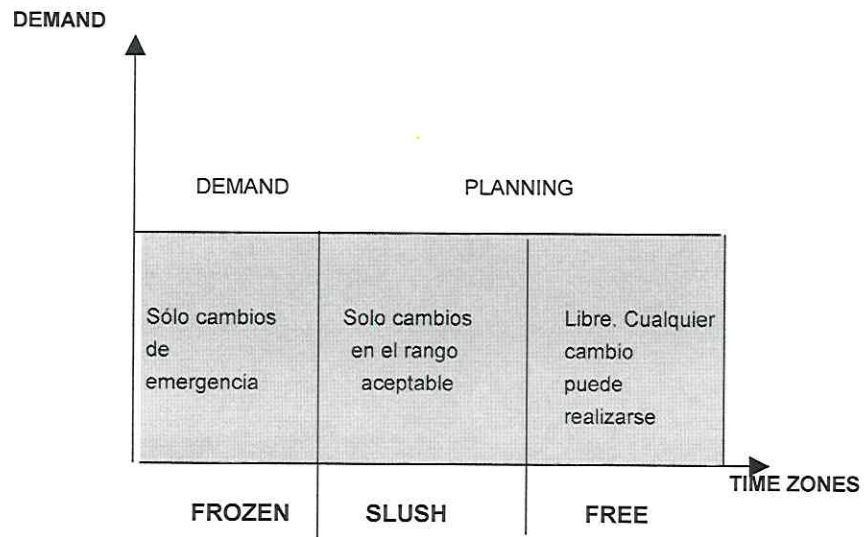 DEMAND
DEMAND PLANNING
Sólo cambios
de
emergencia
Solo cambios
en el rango
aceptable
Libre. Cualquier
cambio
puede
realizarse
TIME ZONES
FROZEN SLUSH FREE